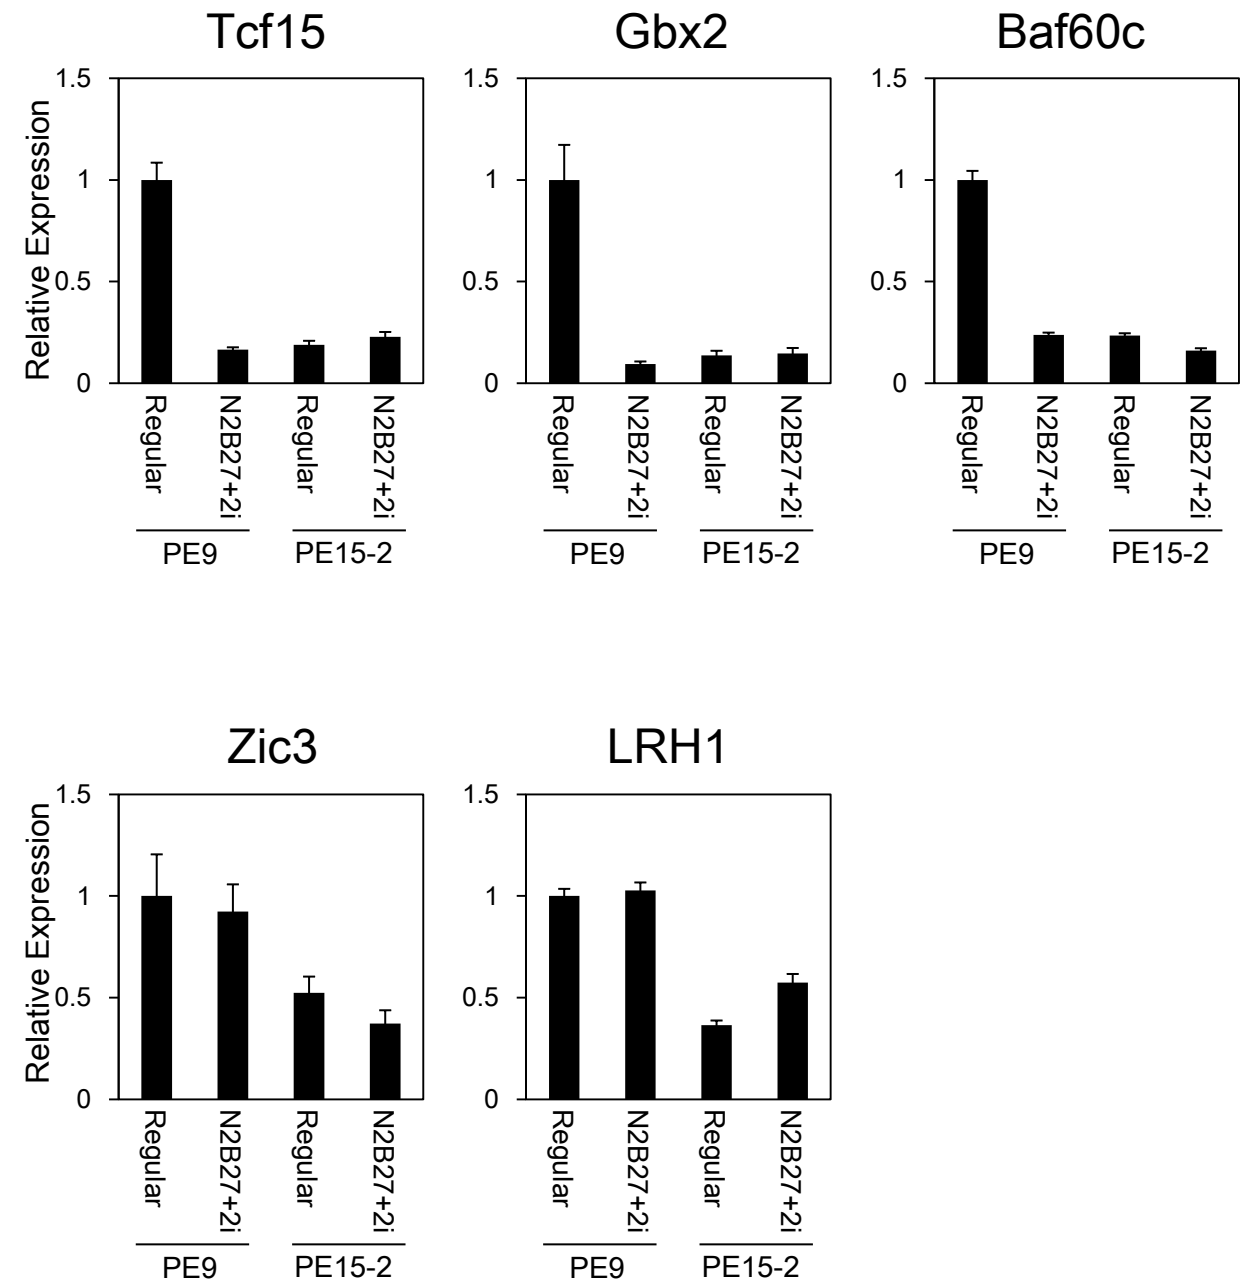 Tcf15
Gbx2
Baf60c
Relative Expression
1.5
1
0.5
0
Regular
N2B27+2i
Regular
N2B27+2i
PE9
PE15-2
1.5
1
0.5
0
Regular
N2B27+2i
Regular
N2B27+2i
PE9
PE15-2
1.5
1
0.5
0
Regular
N2B27+2i
Regular
N2B27+2i
PE9
PE15-2
Zic3
LRH1
Relative Expression
1.5
1
0.5
0
Regular
N2B27+2i
Regular
N2B27+2i
PE9
PE15-2
1.5
1
0.5
0
Regular
N2B27+2i
Regular
N2B27+2i
PE9
PE15-2